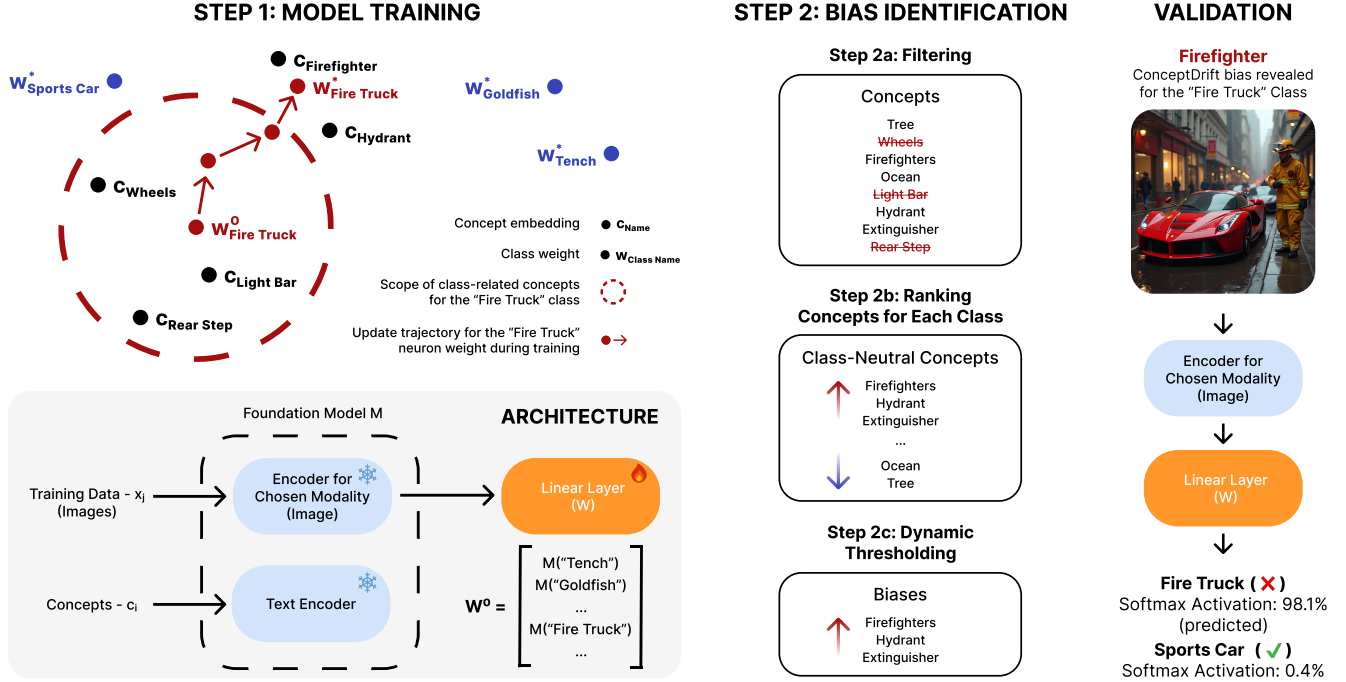 STEP 1: MODEL TRAINING
C Firefighter
W* Sports Car
W* Fire Truck
W* Goldfish
C Hydrant
W* Tench
C Wheels
W⁰ Fire Truck
C Light Bar
C Rear Step
Concept embedding
C Name
Class weight
W Class Name
Scope of class-related concepts
for the “Fire Truck” class
Update trajectory for the “Fire Truck”
neuron weight during training
ARCHITECTURE
Foundation Model M
Training Data - xⱼ
(Images)
Encoder for
Chosen Modality
(Image)
Linear Layer
(W)
Concepts - cᵢ
Text Encoder
W⁰ =
M(“Tench”)
M(“Goldfish”)
...
M(“Fire Truck”)
...
STEP 2: BIAS IDENTIFICATION
Step 2a: Filtering
Concepts
Tree
Wheels
Firefighters
Ocean
Light Bar
Hydrant
Extinguisher
Rear Step
Step 2b: Ranking
Concepts for Each Class
Class-Neutral Concepts
Firefighters
Hydrant
Extinguisher
...
Ocean
Tree
Step 2c: Dynamic
Thresholding
Biases
Firefighters
Hydrant
Extinguisher
VALIDATION
Firefighter
ConceptDrift bias revealed
for the “Fire Truck” Class
Encoder for
Chosen Modality
(Image)
Linear Layer
(W)
Fire Truck (❌)
Softmax Activation: 98.1%
(predicted)
Sports Car (✔)
Softmax Activation: 0.4%